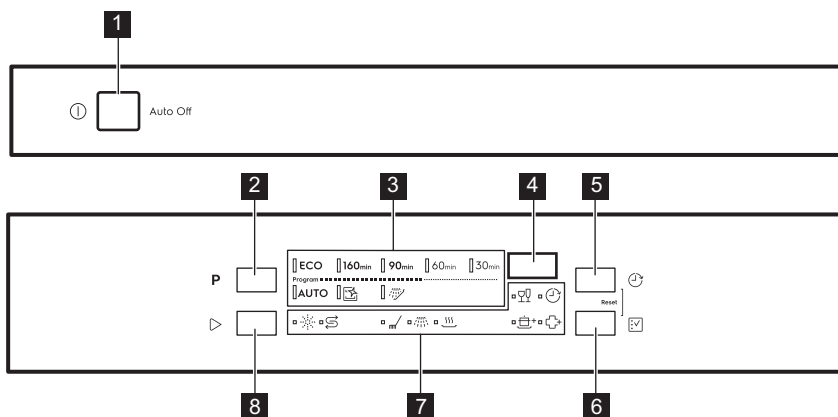 1
Auto Off
2 3 4 5
ECO 160min 90min 60min 30min
P
Program
AUTO
Reset
8 7 6